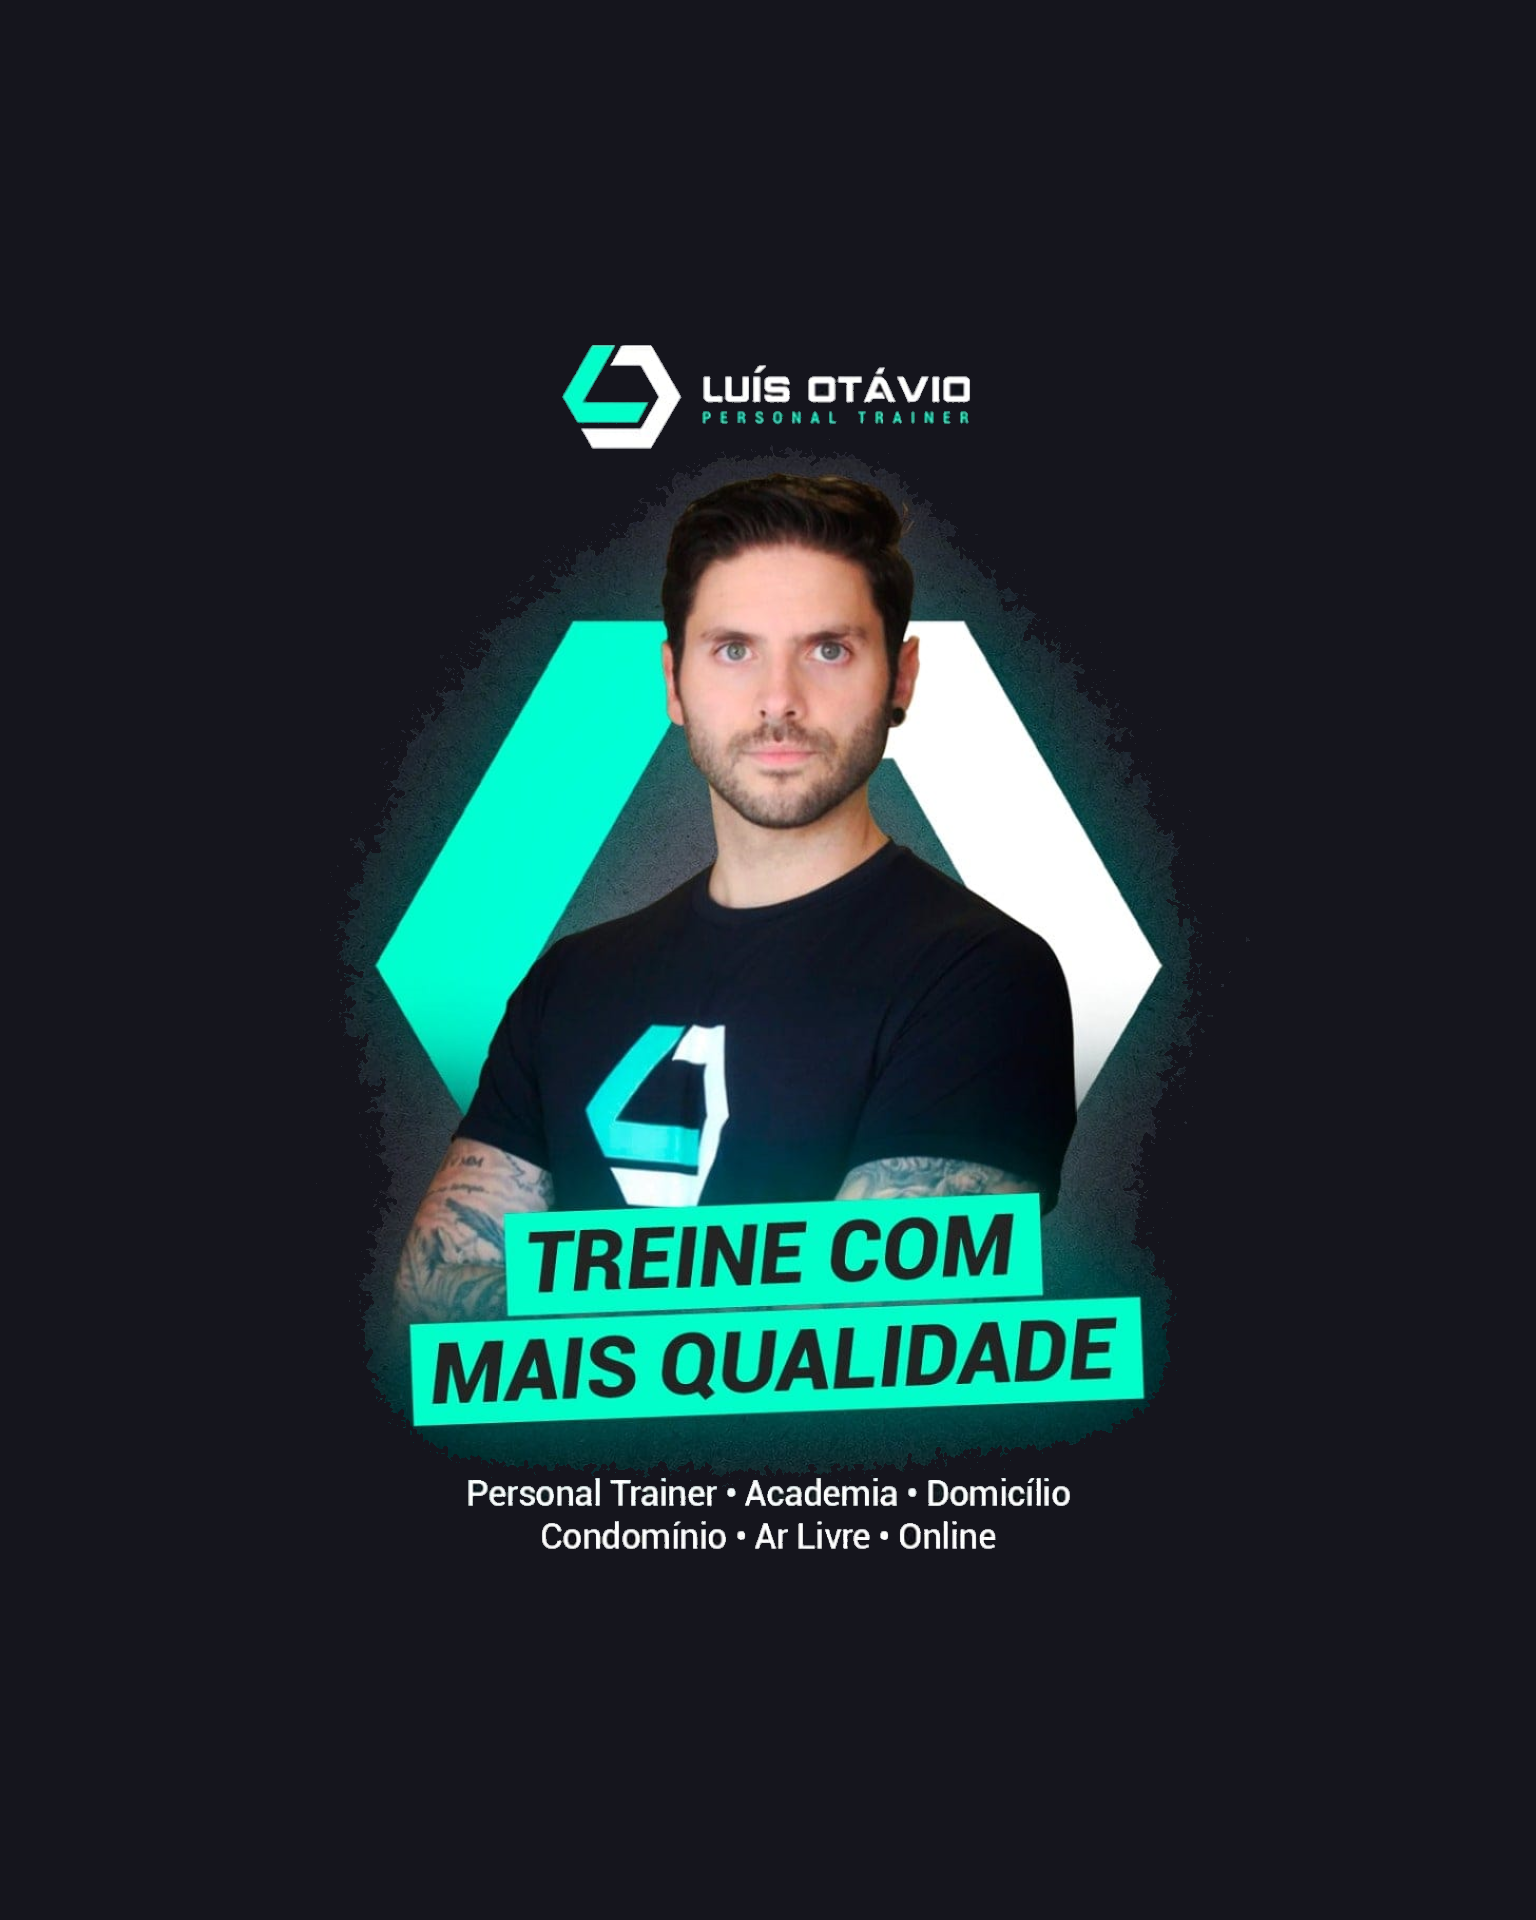 LUÍS OTÁVIO
PERSONAL TRAINER
TREINE COM
MAIS QUALIDADE
Personal Trainer • Academia • Domicílio
Condomínio • Ar Livre • Online